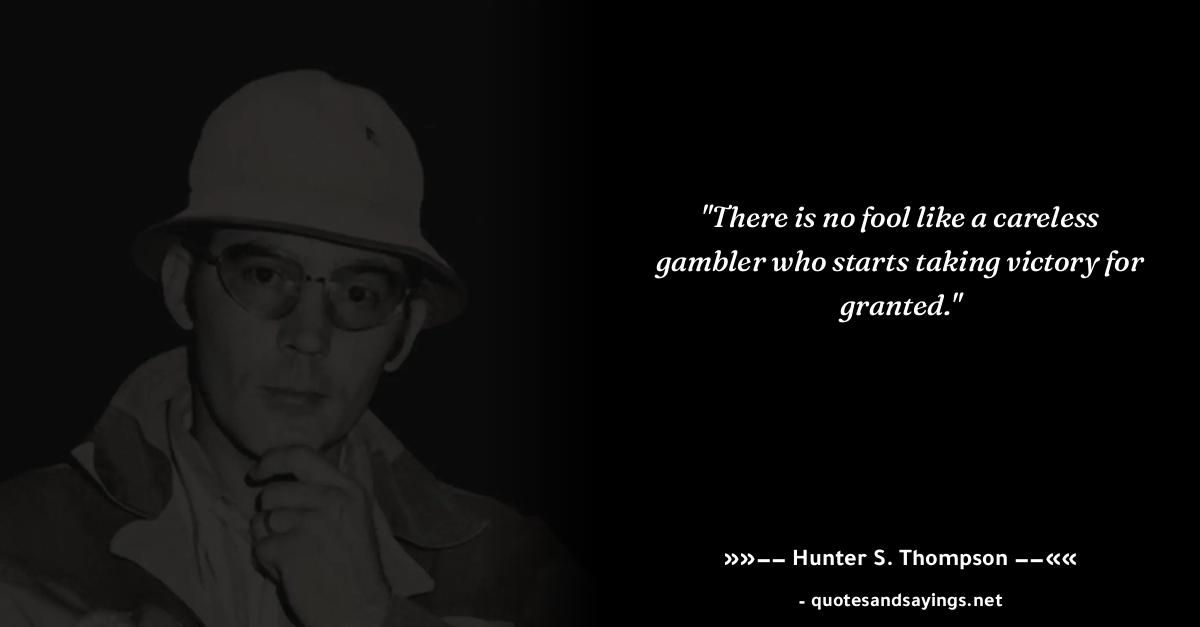 "There is no fool like a careless
gambler who starts taking victory for
granted."
»»−− Hunter S. Thompson −−««
- quotesandsayings.net